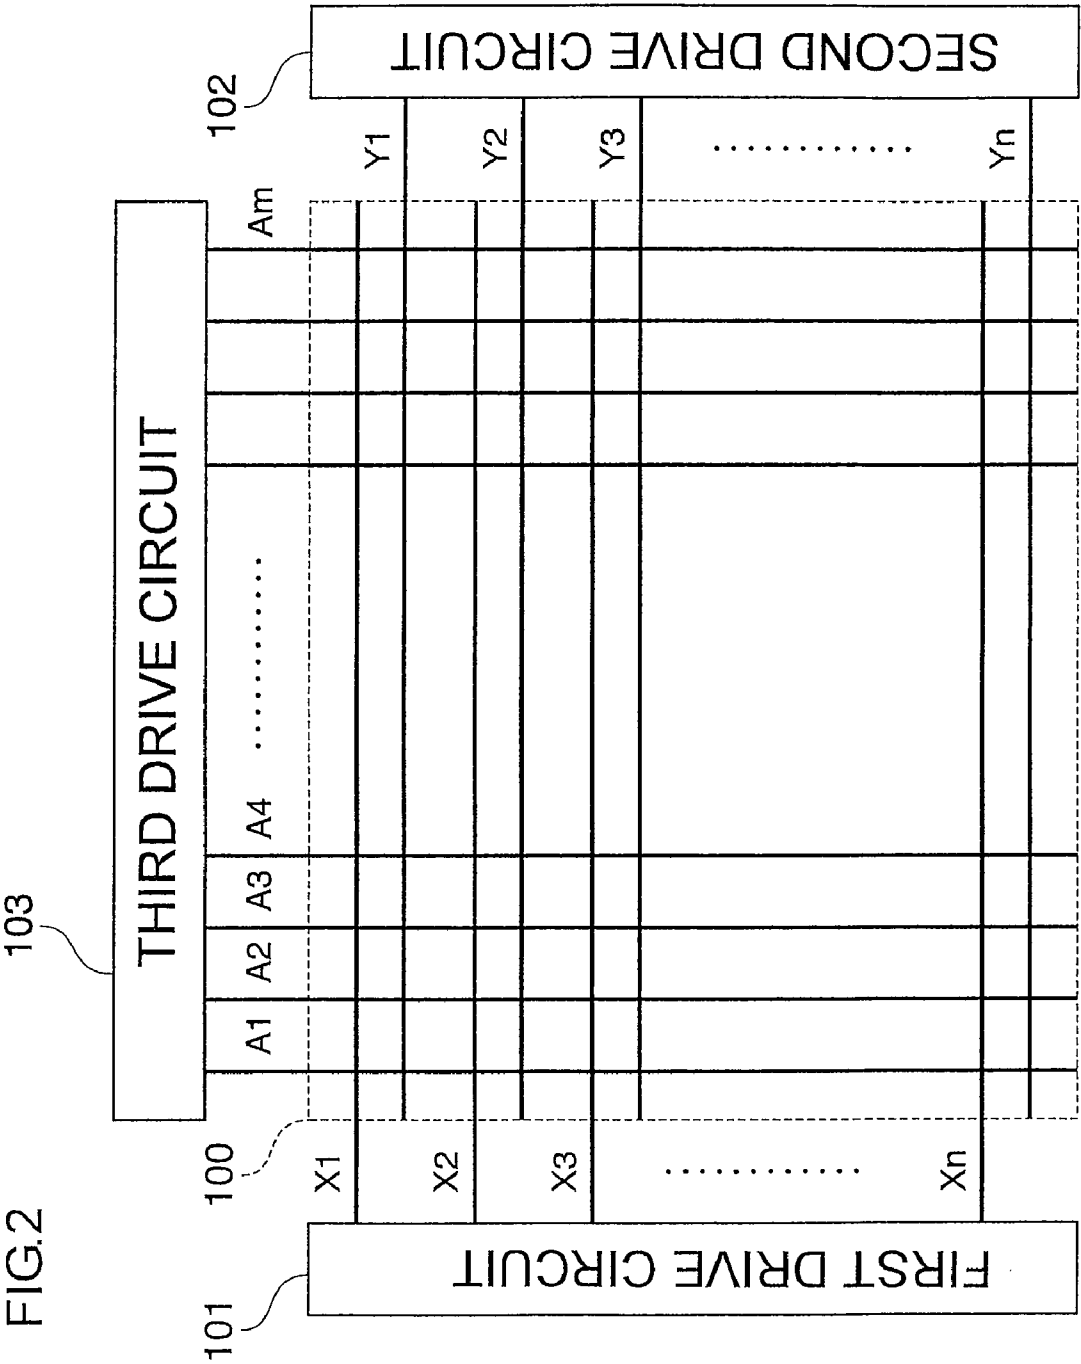 FIG.2
103
THIRD DRIVE CIRCUIT
100
A1 A2 A3 A4 ............ Am
101
FIRST DRIVE CIRCUIT
X1
X2
X3
.............
Xn
102
SECOND DRIVE CIRCUIT
Y1
Y2
Y3
.............
Yn